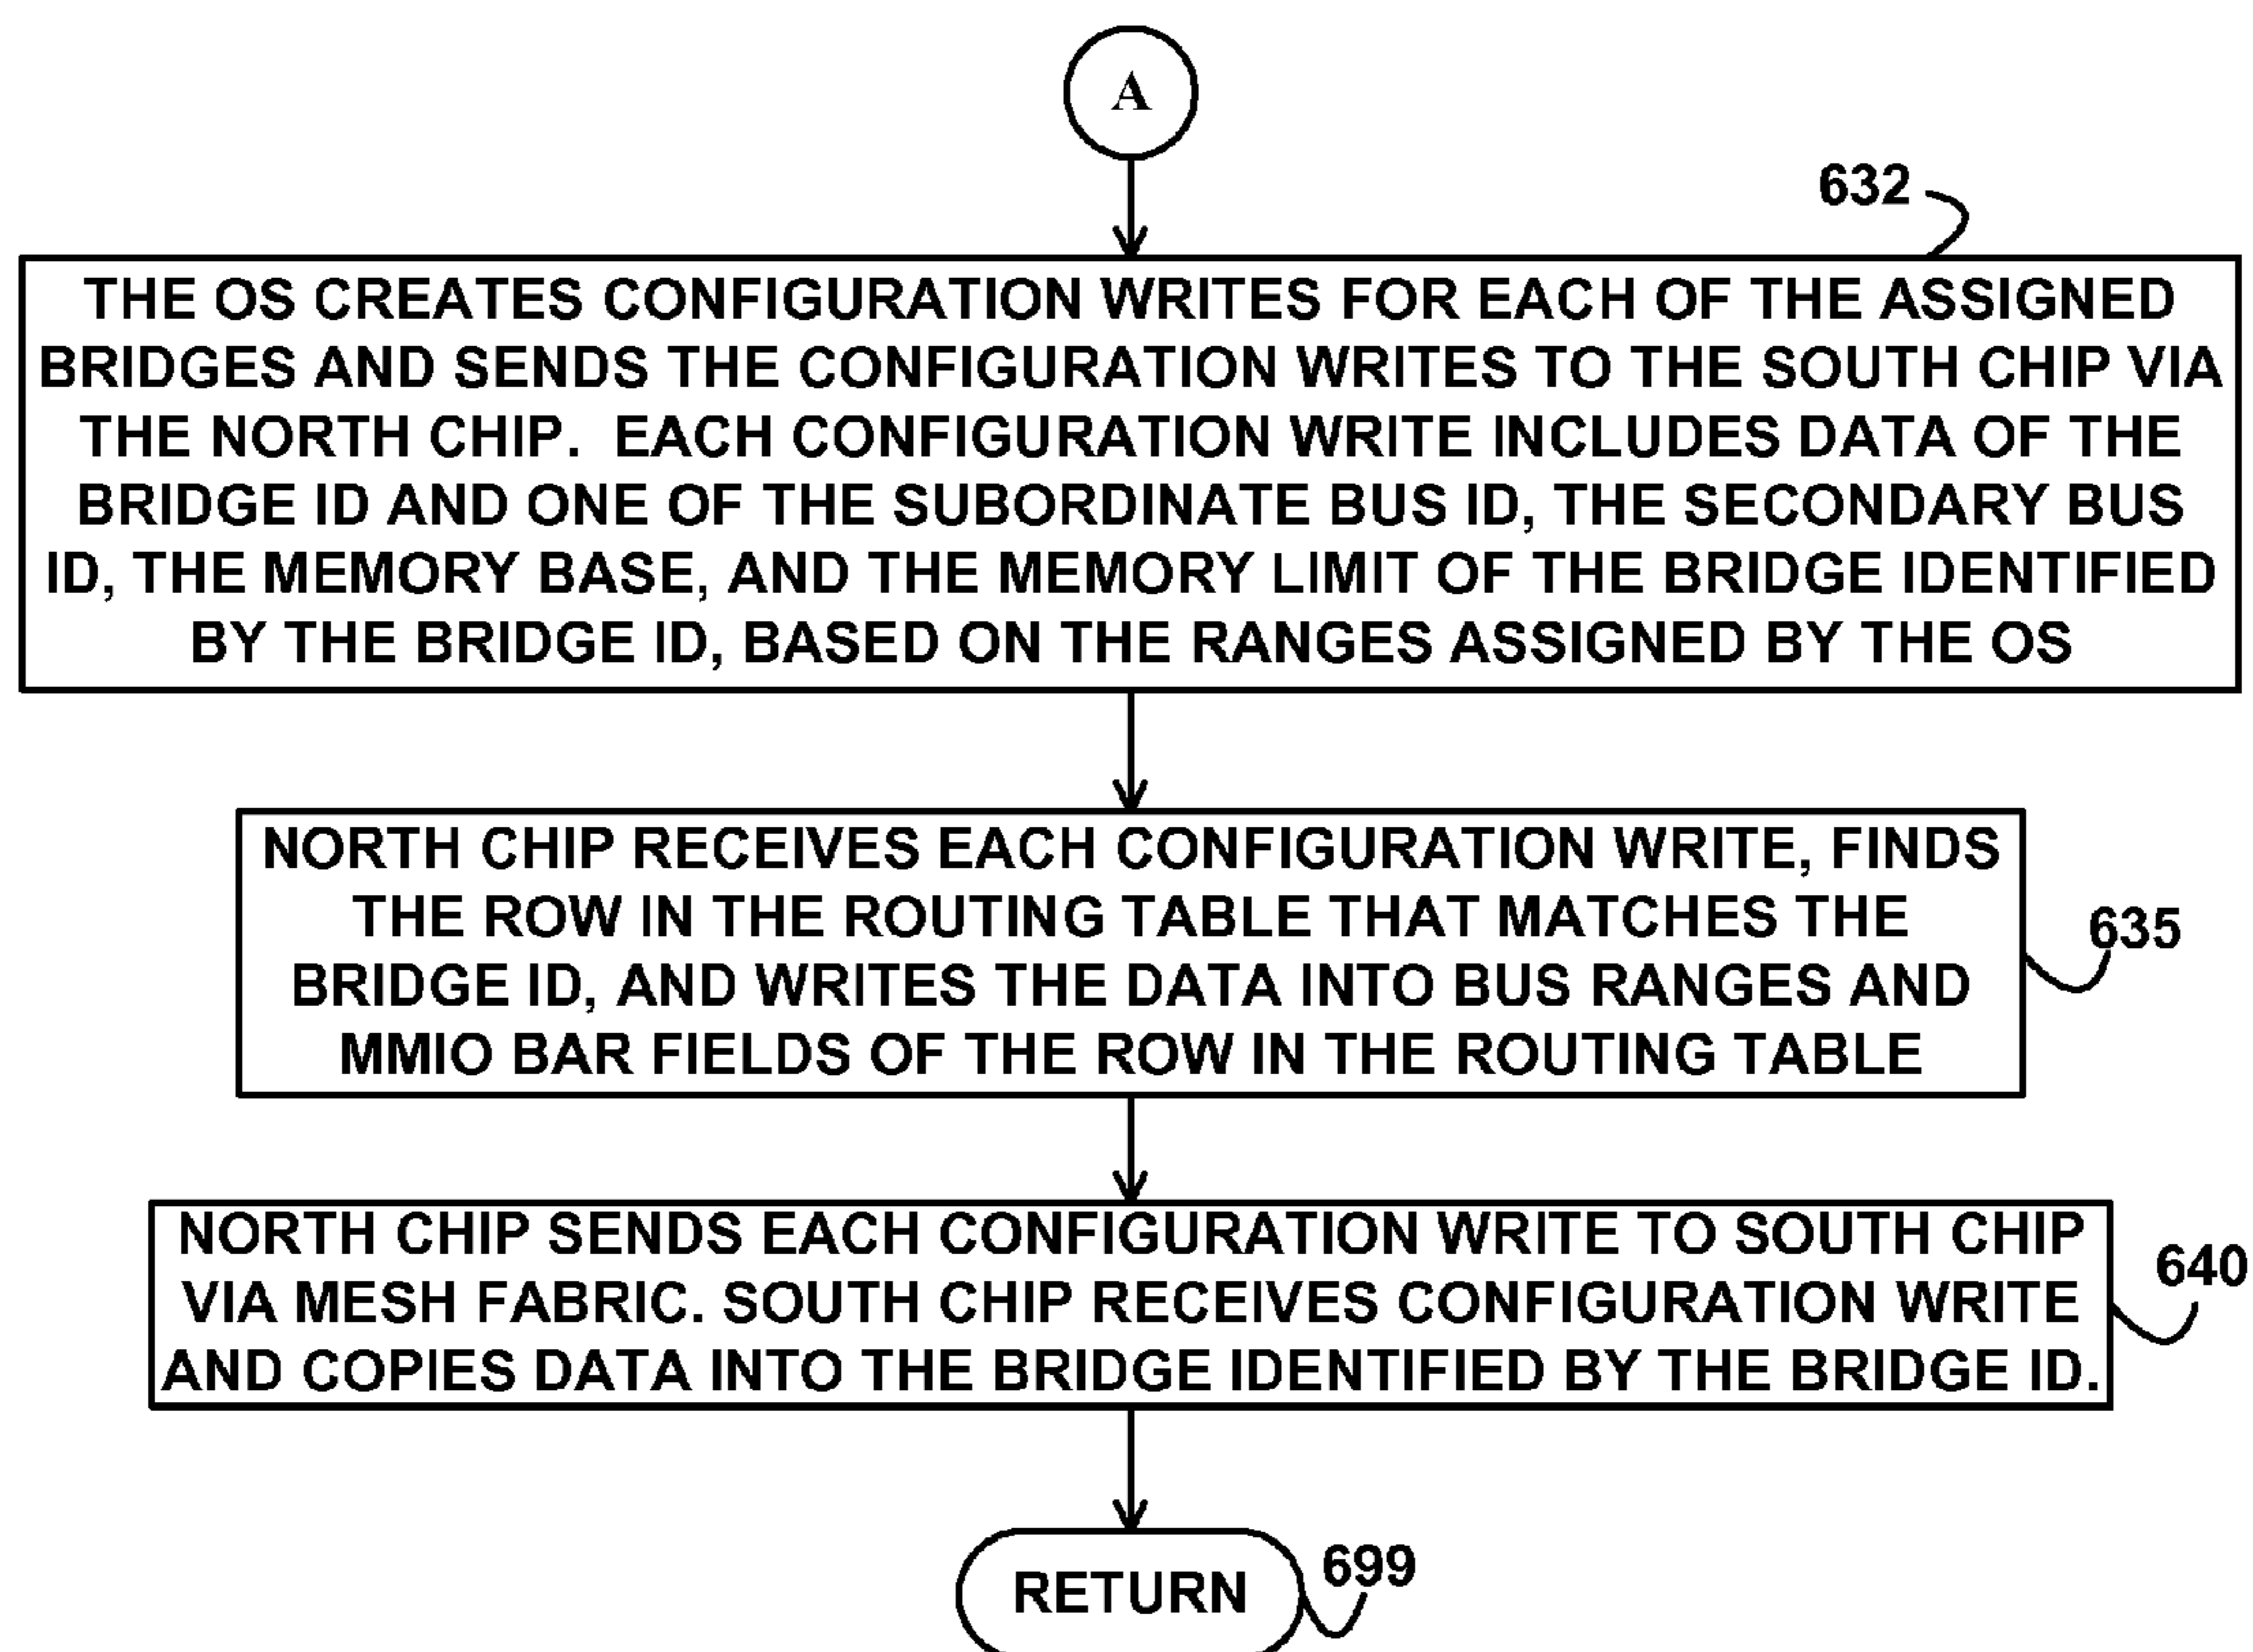 A
632
THE OS CREATES CONFIGURATION WRITES FOR EACH OF THE ASSIGNED
BRIDGES AND SENDS THE CONFIGURATION WRITES TO THE SOUTH CHIP VIA
THE NORTH CHIP. EACH CONFIGURATION WRITE INCLUDES DATA OF THE
BRIDGE ID AND ONE OF THE SUBORDINATE BUS ID, THE SECONDARY BUS
ID, THE MEMORY BASE, AND THE MEMORY LIMIT OF THE BRIDGE IDENTIFIED
BY THE BRIDGE ID, BASED ON THE RANGES ASSIGNED BY THE OS
NORTH CHIP RECEIVES EACH CONFIGURATION WRITE, FINDS
THE ROW IN THE ROUTING TABLE THAT MATCHES THE
BRIDGE ID, AND WRITES THE DATA INTO BUS RANGES AND
MMIO BAR FIELDS OF THE ROW IN THE ROUTING TABLE
635
NORTH CHIP SENDS EACH CONFIGURATION WRITE TO SOUTH CHIP
VIA MESH FABRIC. SOUTH CHIP RECEIVES CONFIGURATION WRITE
AND COPIES DATA INTO THE BRIDGE IDENTIFIED BY THE BRIDGE ID.
640
RETURN
699